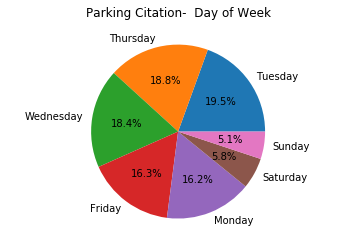 Parking Citation-  Day of Week
Thursday
18.8%
Tuesday
19.5%
Wednesday
18.4%
Sunday
5.1%
Saturday
5.8%
Friday
16.3%
Monday
16.2%